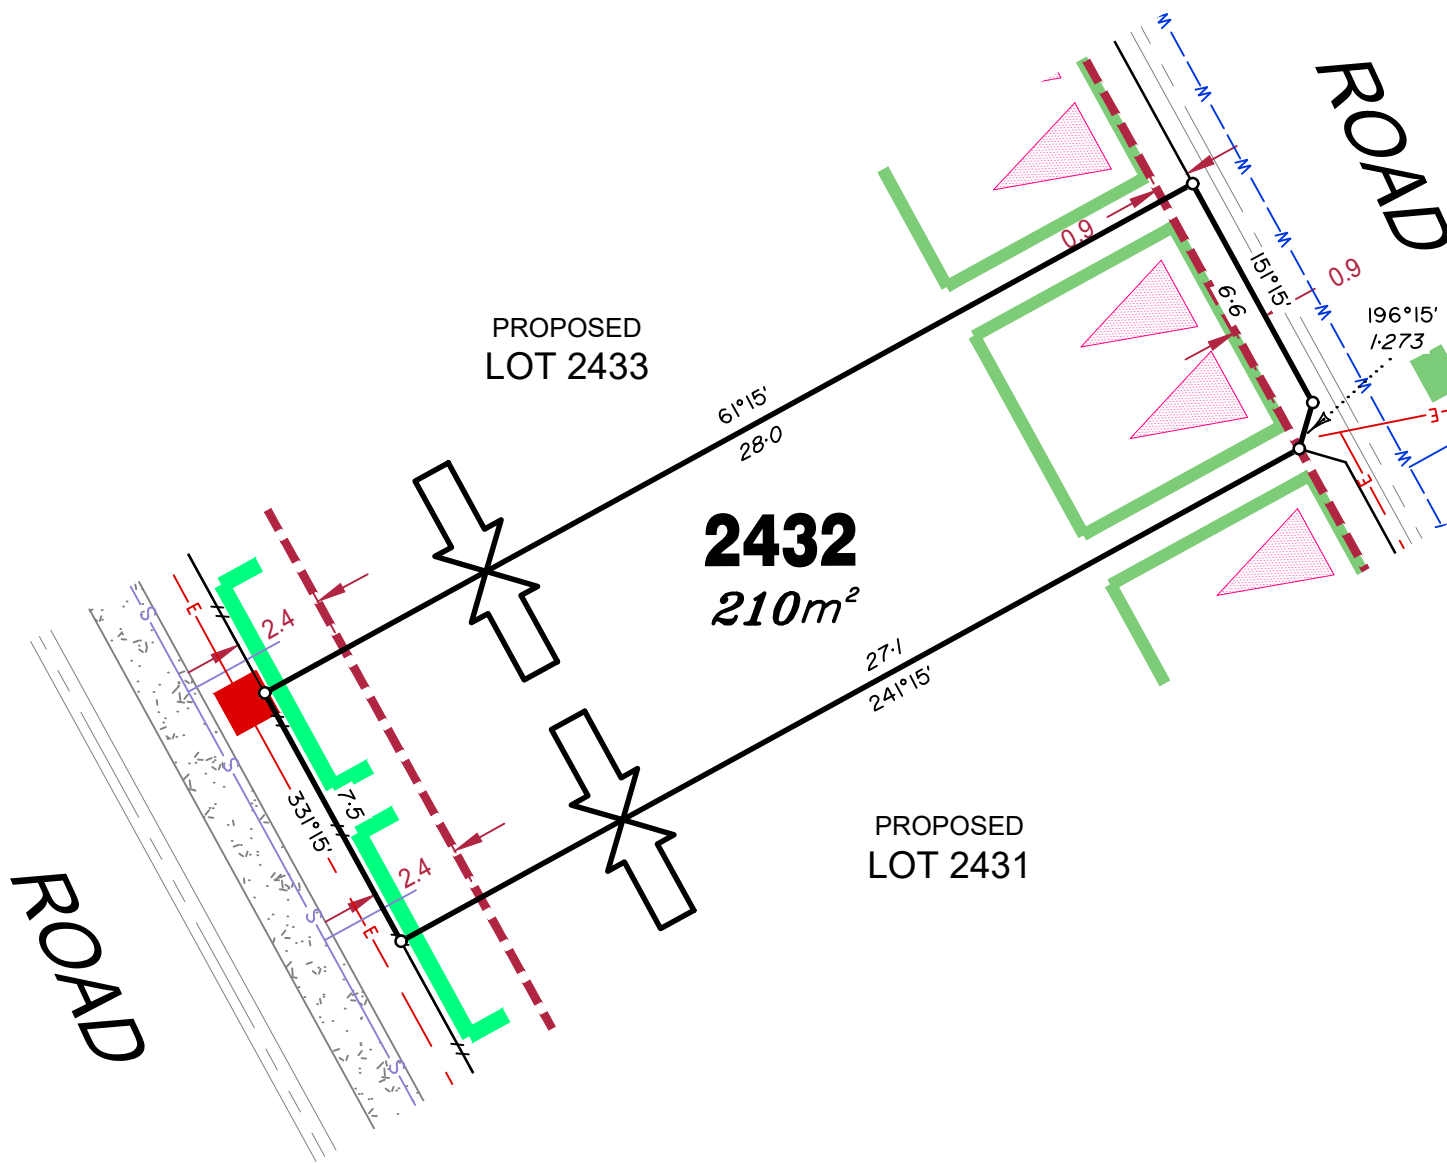 ROAD
W
W
W
W
W
W
W
W
0.9
151°15'
0.9
6·6
196°15'
1·273
E
E
PROPOSED
LOT 2433
61°15'
28·0
2432
210m²
27·1
241°15'
PROPOSED
LOT 2431
S
E
2.4
S
331°15'
7·5
2.4
S
E
S
ROAD